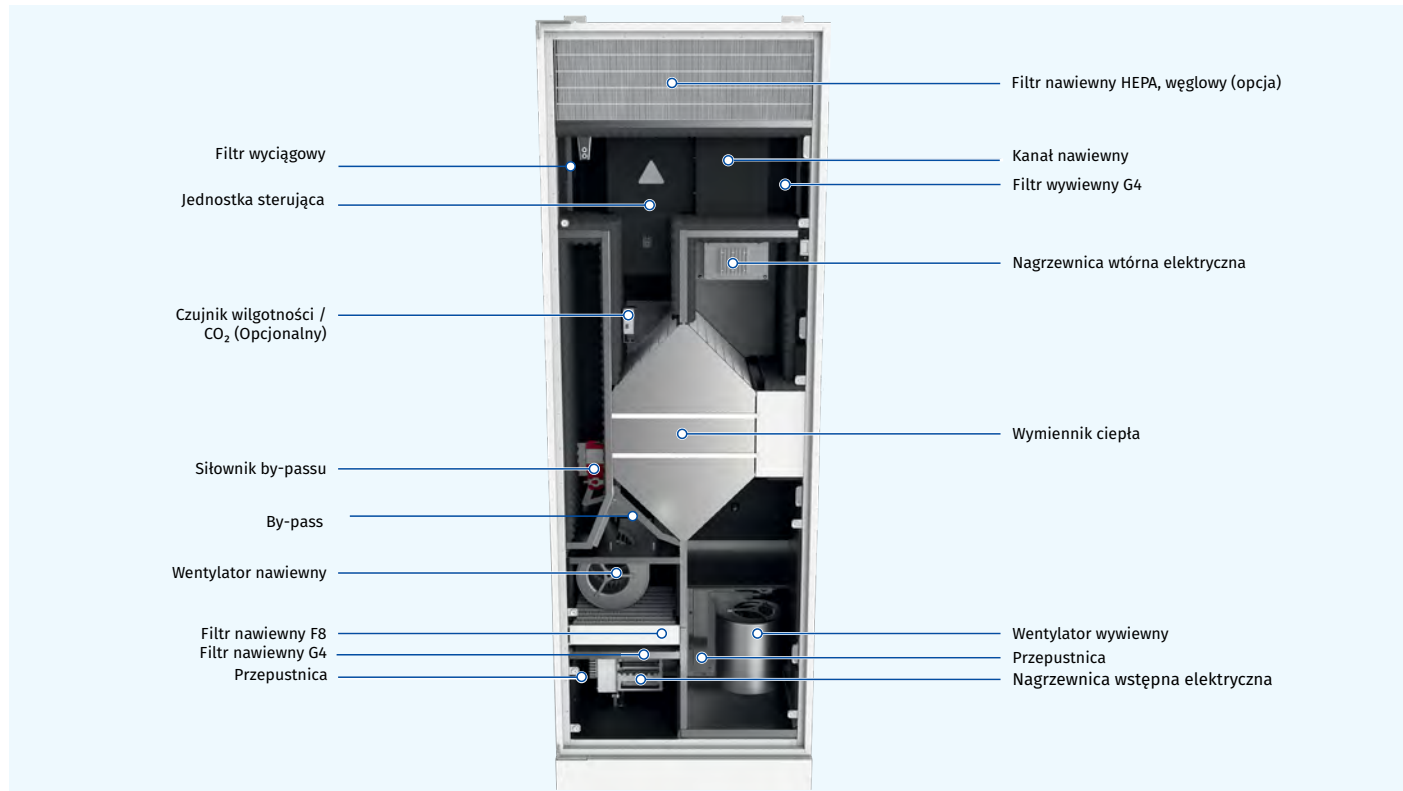 Filtr nawiewny HEPA, węglowy (opcja)
Filtr wyciągowy
Kanał nawiewny
Filtr wywiewny G4
Jednostka sterująca
Nagrzewnica wtórna elektryczna
Czujnik wilgotności /
CO₂ (Opcjonalny)
Wymiennik ciepła
Siłownik by-passu
By-pass
Wentylator nawiewny
Filtr nawiewny F8
Wentylator wywiewny
Filtr nawiewny G4
Przepustnica
Przepustnica
Nagrzewnica wstępna elektryczna